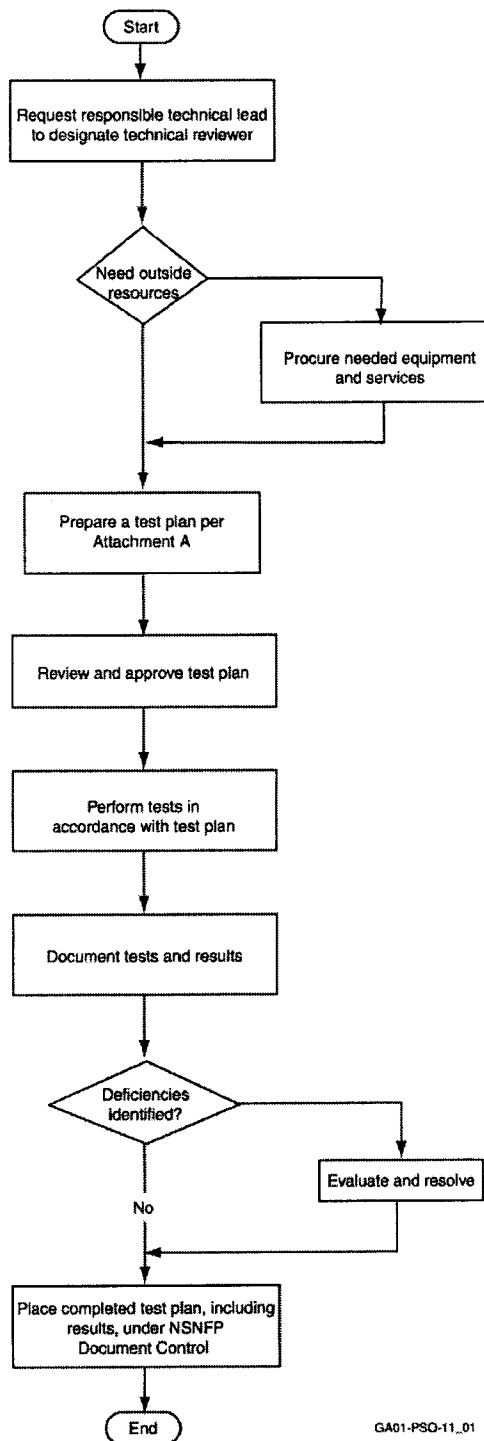 Start
Request responsible technical lead
to designate technical reviewer
Need outside
resources
Procure needed equipment
and services
Prepare a test plan per
Attachment A
Review and approve test plan
Perform tests in
accordance with test plan
Document tests and results
Deficiencies
identified?
Evaluate and resolve
No
Place completed test plan, including
results, under NSNFP
Document Control
End
GA01-PSO-11_01